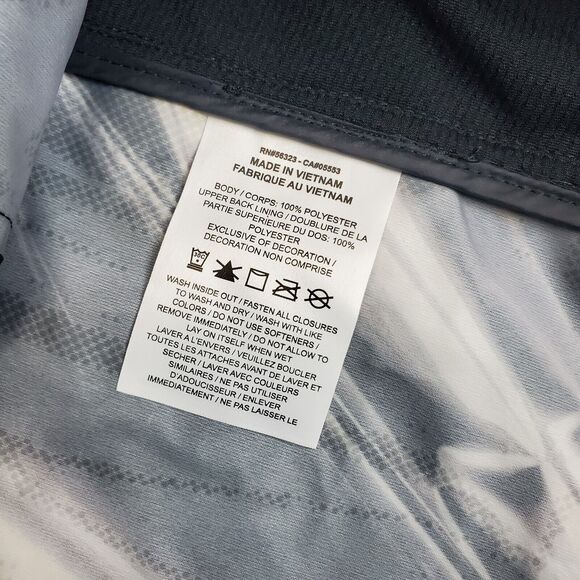 RN#56323 - CA#05553
MADE IN VIETNAM
FABRIQUE AU VIETNAM
BODY / CORPS: 100% POLYESTER
UPPER BACK LINING / DOUBLURE DE LA
PARTIE SUPERIEURE DU DOS: 100%
POLYESTER
EXCLUSIVE OF DECORATION /
DECORATION NON COMPRISE
WASH INSIDE OUT / FASTEN ALL CLOSURES
TO WASH AND DRY / WASH WITH LIKE
COLORS / DO NOT USE SOFTENERS /
REMOVE IMMEDIATELY / DO NOT ALLOW TO
LAY ON ITSELF WHEN WET
LAVER A L'ENVERS / VEUILLEZ BOUCLER
TOUTES LES ATTACHES AVANT DE LAVER ET
SECHER / LAVER AVEC COULEURS
SIMILAIRES / NE PAS UTILISER
D'ADOUCISSEUR / ENLEVER
IMMEDIATEMENT / NE PAS LAISSER LE